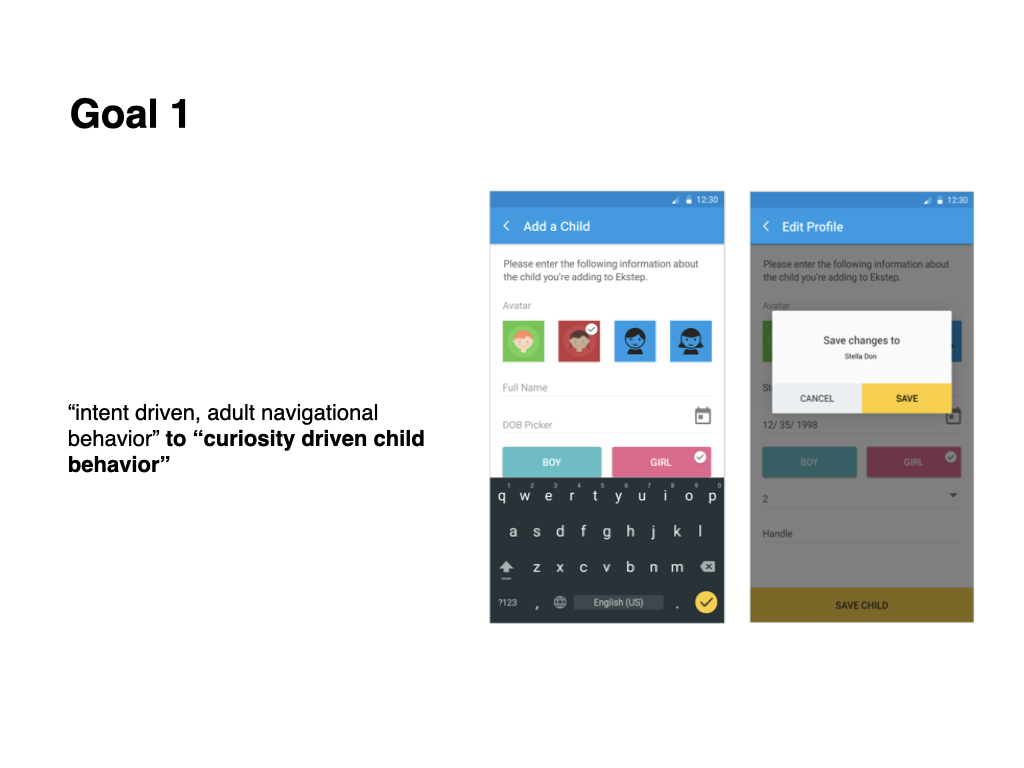 Goal 1
“intent driven, adult navigational
behavior” to “curiosity driven child
behavior”
12:30
Add a Child
Please enter the following information about
the child you’re adding to Ekstep.
Avatar
Full Name
DOB Picker
BOY GIRL
1 2 3 4 5 6 7 8 9 0
q w e r t y u i o p
a s d f g h j k l
z x c v b n m
?123 , English (US) .
12:30
Edit Profile
Please enter the following information about
the child you’re adding to Ekstep.
Avatar
Save changes to
Stella Don
CANCEL SAVE
St
12/ 35/ 1998
BOY GIRL
2
Handle
SAVE CHILD